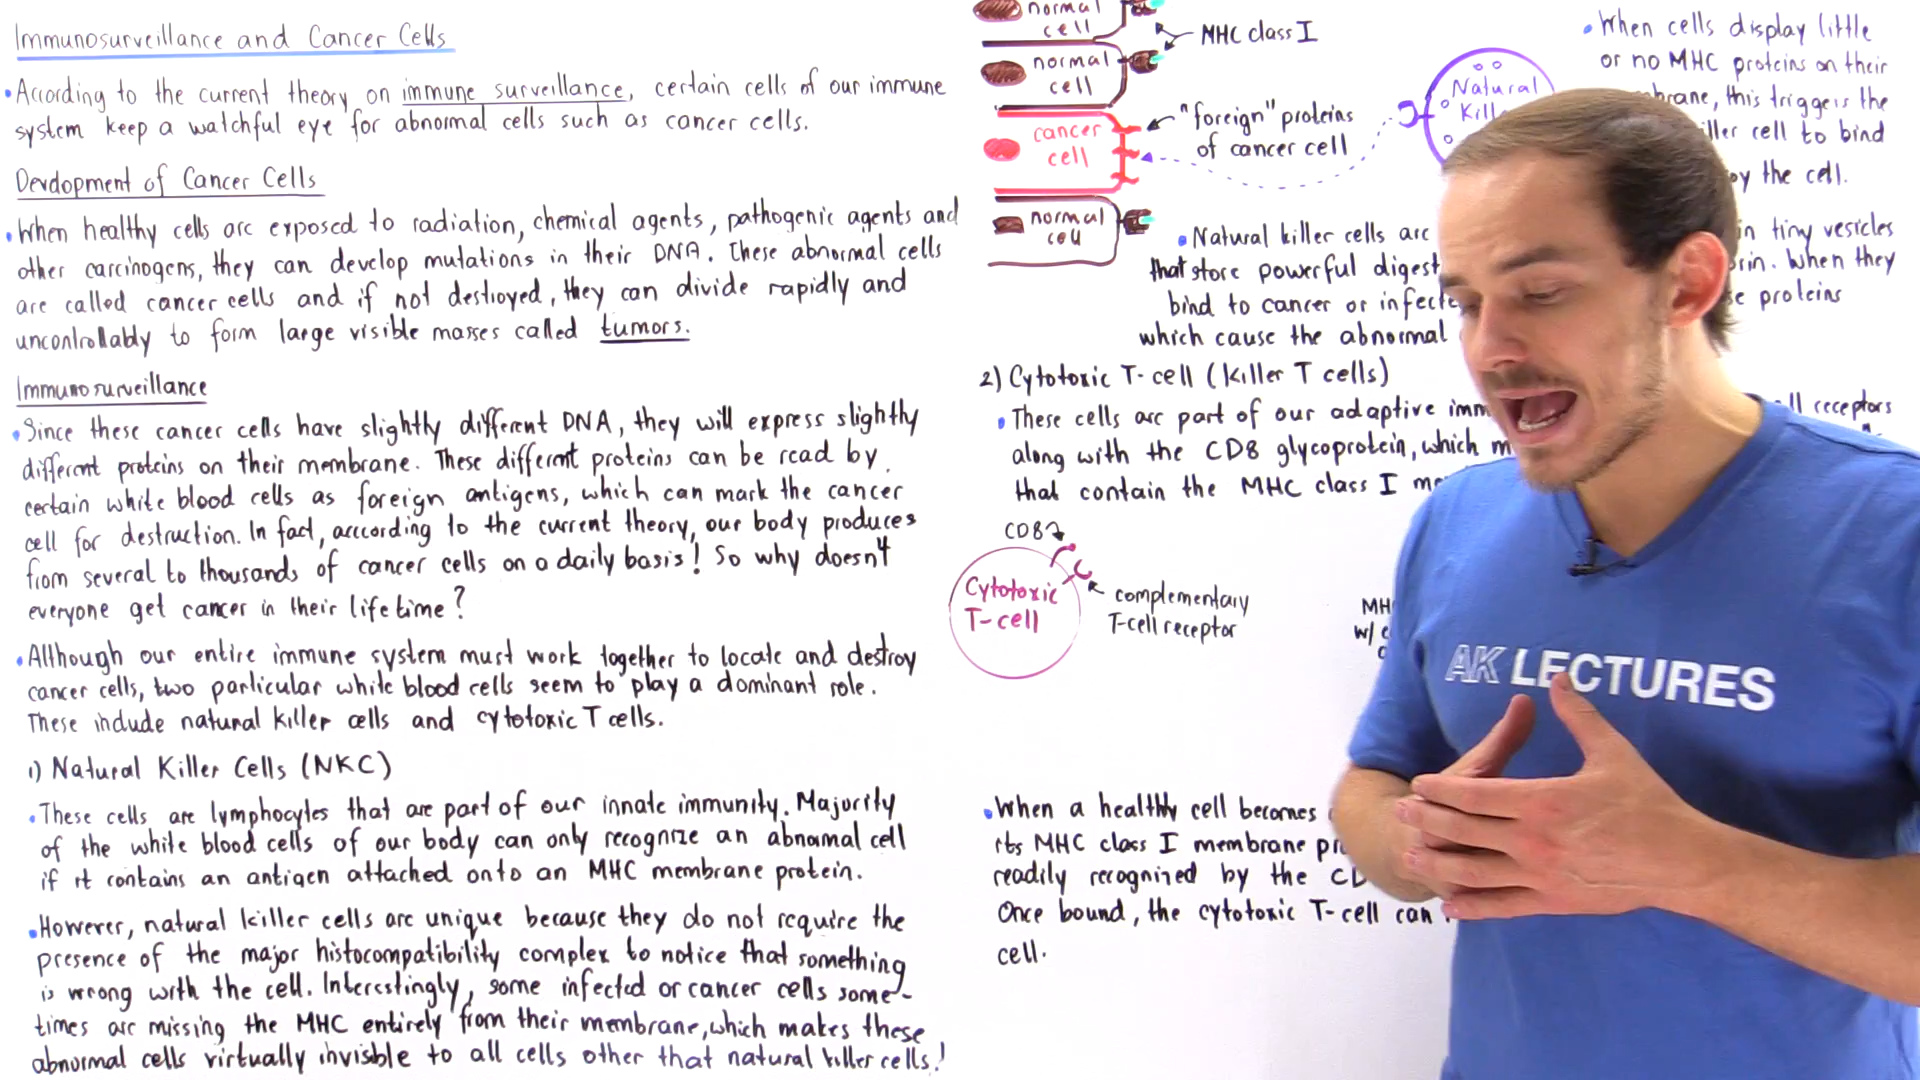 Immunosurveillance and Cancer Cells
• According to the current theory on immune surveillance, certain cells of our immune
system keep a watchful eye for abnormal cells such as cancer cells.
Development of Cancer Cells
• When healthy cells are exposed to radiation, chemical agents, pathogenic agents and
other carcinogens, they can develop mutations in their DNA. These abnormal cells
are called cancer cells and if not destroyed, they can divide rapidly and
uncontrollably to form large visible masses called tumors.
Immunosurveillance
• Since these cancer cells have slightly different DNA, they will express slightly
different proteins on their membrane. These different proteins can be read by
certain white blood cells as foreign antigens, which can mark the cancer
cell for destruction. In fact, according to the current theory, our body produces
from several to thousands of cancer cells on a daily basis! So why doesn't
everyone get cancer in their lifetime?
• Although our entire immune system must work together to locate and destroy
cancer cells, two particular white blood cells seem to play a dominant role.
These include natural killer cells and cytotoxic T cells.
1) Natural Killer Cells (NKC)
• These cells are lymphocytes that are part of our innate immunity. Majority
of the white blood cells of our body can only recognize an abnormal cell
if it contains an antigen attached onto an MHC membrane protein.
• However, natural killer cells are unique because they do not require the
presence of the major histocompatibility complex to notice that something
is wrong with the cell. Interestingly, some infected or cancer cells some-
times are missing the MHC entirely from their membrane, which makes these
abnormal cells virtually invisible to all cells other that natural killer cells!
normal
cell
MHC class I
normal
cell
cancer
cell
"foreign" proteins
of cancer cell
normal
cell
Natural
• When cells display little
or no MHC proteins on their
this triggers the
cell to bind
the cell.
• Natural killer cells are
in tiny vesicles
that store powerful
When they
bind to cancer or
proteins
which cause the abnormal
2) Cytotoxic T-cell (Killer T cells)
• These cells are part of our adaptive
receptors
along with the CD8 glycoprotein, which
that contain the MHC class I
CD8
Cytotoxic
T-cell
complementary
T-cell receptor
w/
• When a healthy cell becomes
its MHC class I membrane
readily recognized by the
Once bound, the cytotoxic T-cell can
cell.
AK LECTURES